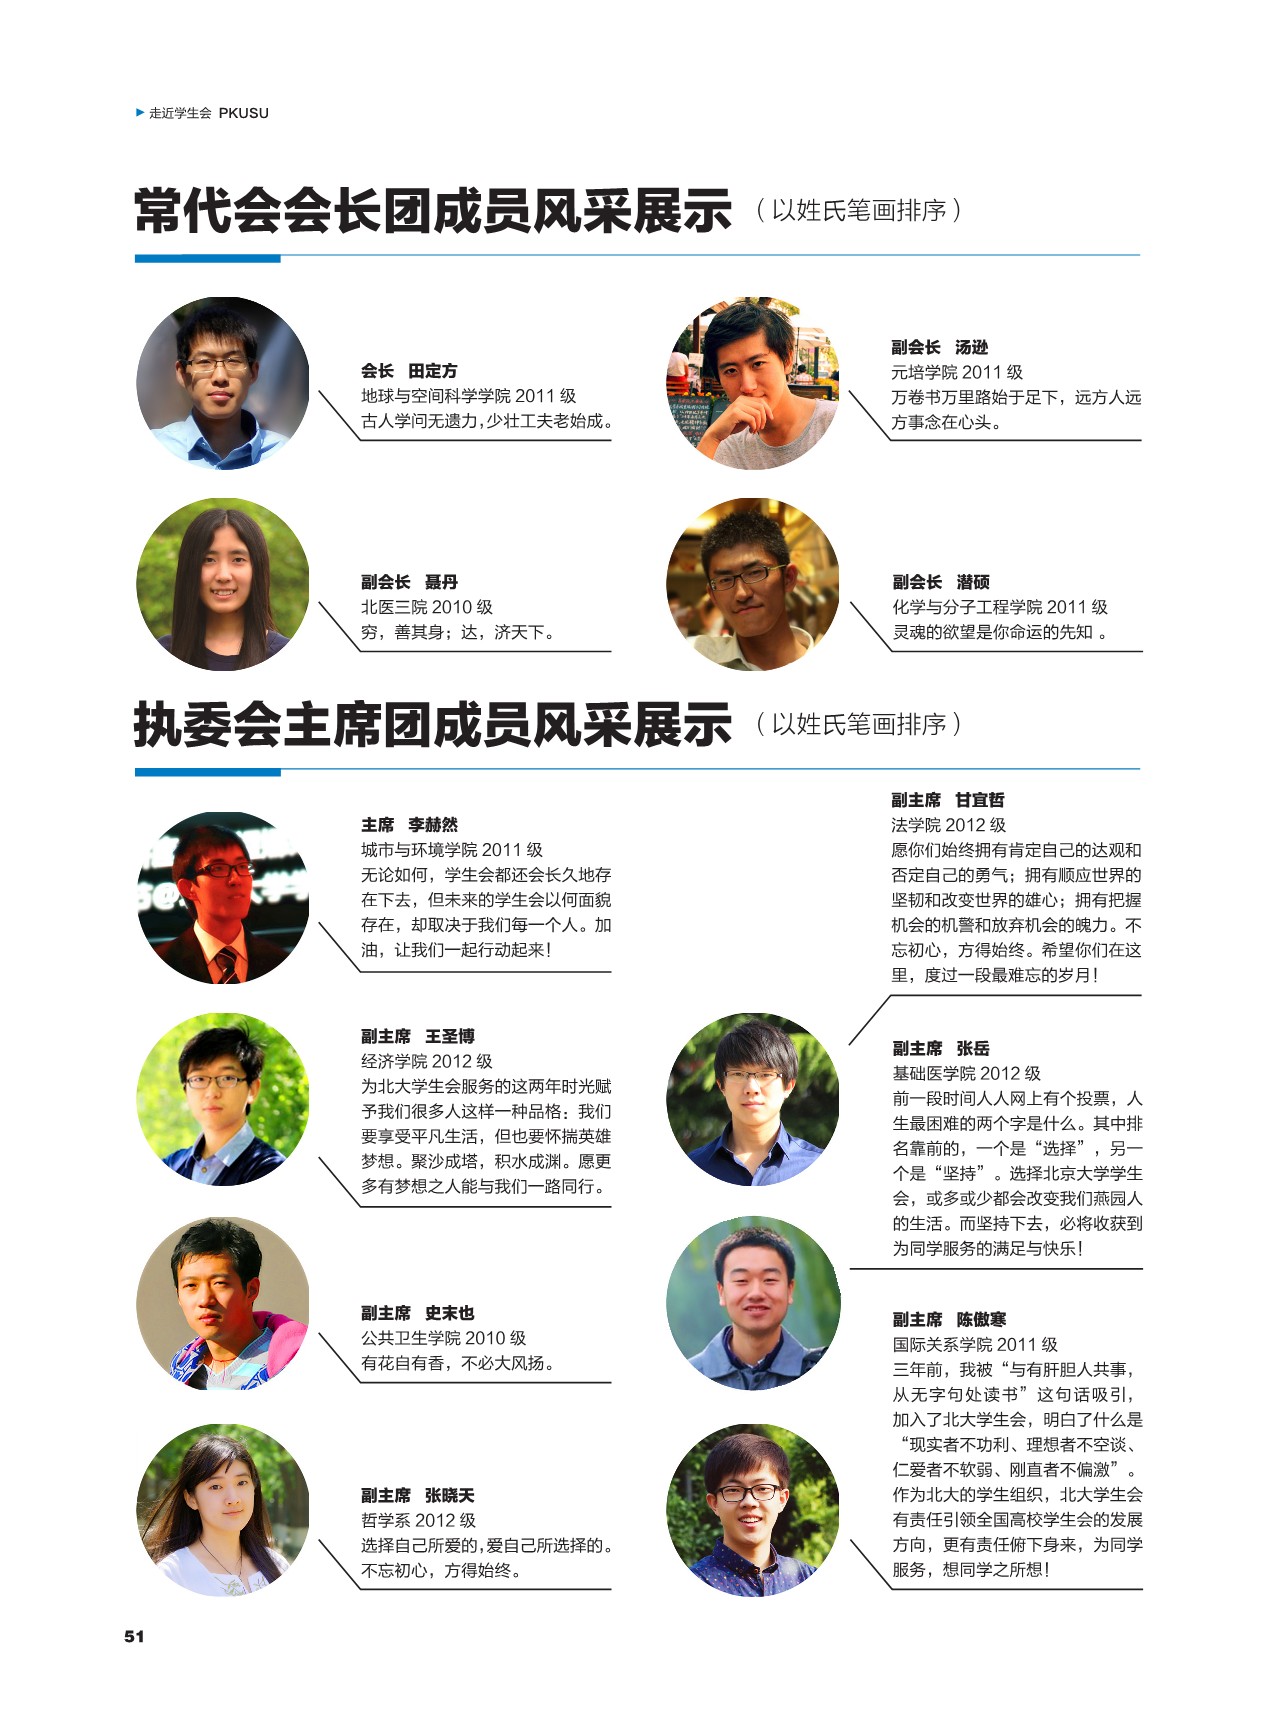 走近学生会 PKUSU
常代会会长团成员风采展示（以姓氏笔画排序）
会长 田定方
地球与空间科学学院 2011 级
古人学问无遗力，少壮工夫老始成。
副会长 汤逊
元培学院 2011 级
万卷书万里路始于足下，远方人远
方事念在心头。
副会长 聂丹
北医三院 2010 级
穷，善其身；达，济天下。
副会长 潜硕
化学与分子工程学院 2011 级
灵魂的欲望是你命运的先知 。
执委会主席团成员风采展示（以姓氏笔画排序）
主席 李赫然
城市与环境学院 2011 级
无论如何，学生会都还会长久地存
在下去，但未来的学生会以何面貌
存在，却取决于我们每一个人。加
油，让我们一起行动起来！
副主席 甘宜哲
法学院 2012 级
愿你们始终拥有肯定自己的达观和
否定自己的勇气；拥有顺应世界的
坚韧和改变世界的雄心；拥有把握
机会的机警和放弃机会的魄力。不
忘初心，方得始终。希望你们在这
里，度过一段最难忘的岁月！
副主席 王圣博
经济学院 2012 级
为北大学生会服务的这两年时光赋
予我们很多人这样一种品格：我们
要享受平凡生活，但也要怀揣英雄
梦想。聚沙成塔，积水成渊。愿更
多有梦想之人能与我们一路同行。
副主席 张岳
基础医学院 2012 级
前一段时间人人网上有个投票，人
生最困难的两个字是什么。其中排
名靠前的，一个是“选择”，另一
个是“坚持”。选择北京大学学生
会，或多或少都会改变我们燕园人
的生活。而坚持下去，必将收获到
为同学服务的满足与快乐！
副主席 史末也
公共卫生学院 2010 级
有花自有香，不必大风扬。
副主席 陈傲寒
国际关系学院 2011 级
三年前，我被“与有肝胆人共事，
从无字句处读书”这句话吸引，
加入了北大学生会，明白了什么是
“现实者不功利、理想者不空谈、
仁爱者不软弱、刚直者不偏激”。
作为北大的学生组织，北大学生会
有责任引领全国高校学生会的发展
方向，更有责任俯下身来，为同学
服务，想同学之所想！
副主席 张晓天
哲学系 2012 级
选择自己所爱的，爱自己所选择的。
不忘初心，方得始终。
51